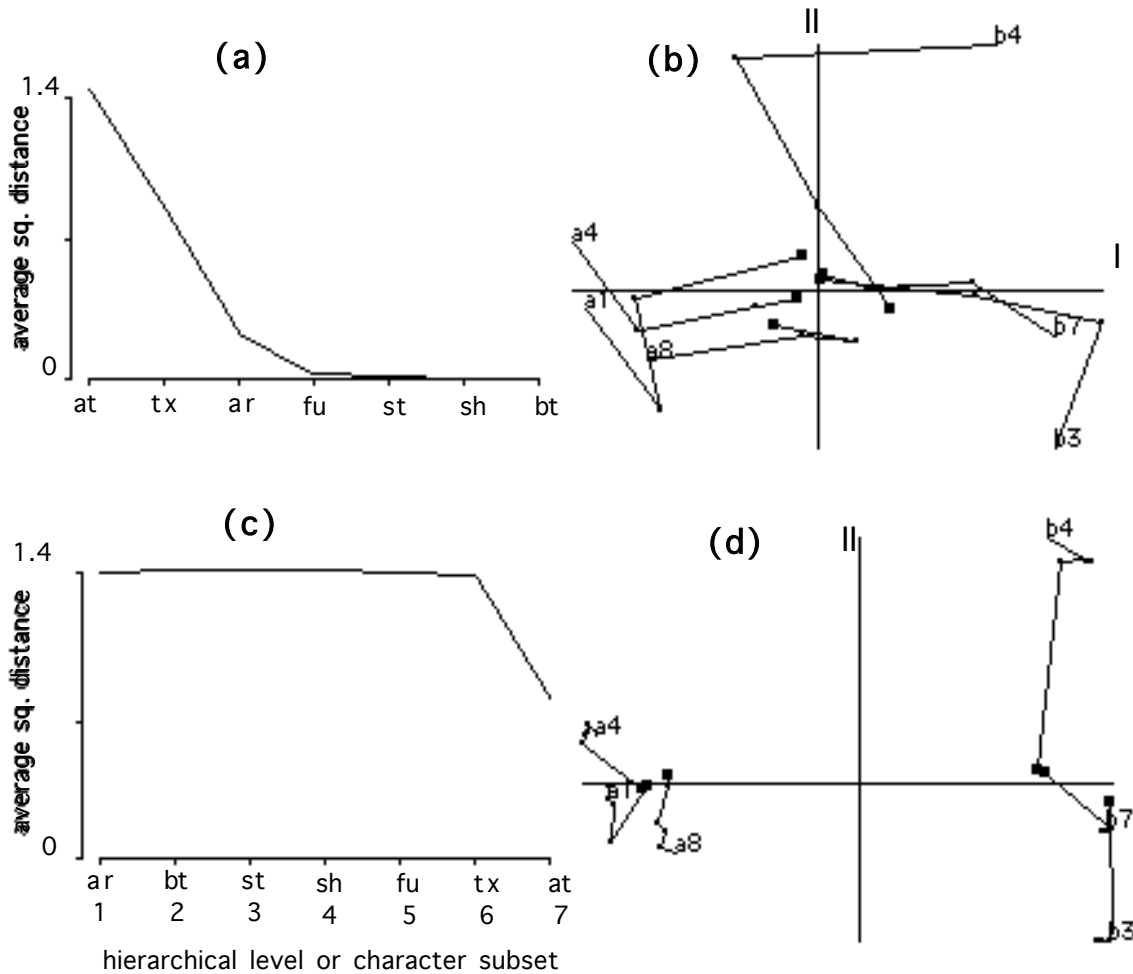 (a)
1.4
average sq. distance
0
at tx ar fu st sh bt
(b)
II
I
b4
a4
a1
a8
b7
b3
(c)
1.4
average sq. distance
0
ar bt st sh fu tx at
1 2 3 4 5 6 7
hierarchical level or character subset
(d)
II
b4
a4
a1
a8
b7
b3